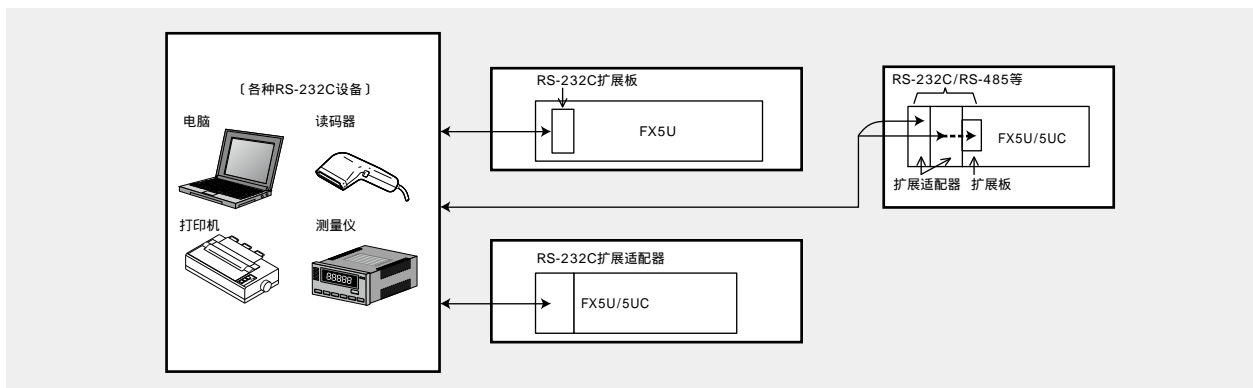 〔各种RS-232C设备〕
电脑
读码器
打印机
测量仪
88888
RS-232C扩展板
FX5U
RS-232C扩展适配器
FX5U/5UC
RS-232C/RS-485等
FX5U/5UC
扩展适配器
扩展板